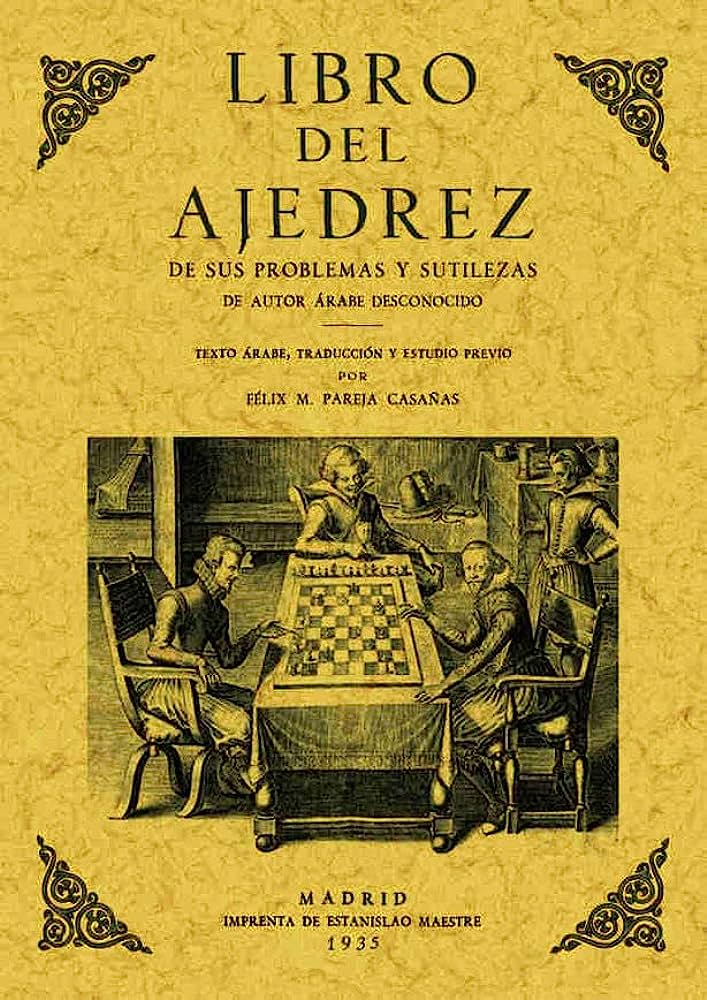 LIBRO
DEL
AJEDREZ
DE SUS PROBLEMAS Y SUTILEZAS
DE AUTOR ÁRABE DESCONOCIDO
TEXTO ÁRABE, TRADUCCIÓN Y ESTUDIO PREVIO
POR
FÉLIX M. PAREJA CASAÑAS
MADRID
IMPRENTA DE ESTANISLAO MAESTRE
1935